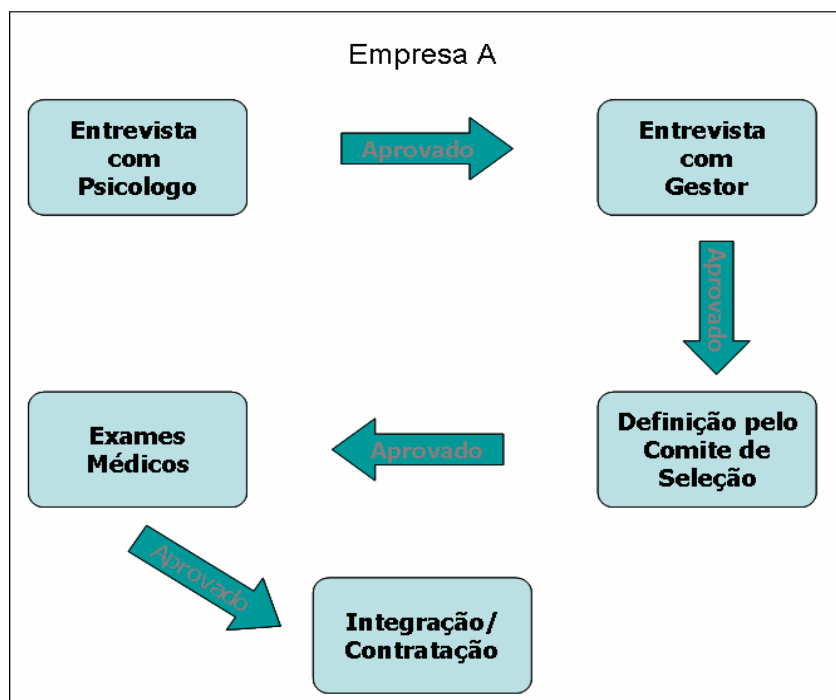 Empresa A
Entrevista
com
Psicologo
Aprovado
Entrevista
com
Gestor
Aprovado
Definição pelo
Comite de
Seleção
Aprovado
Exames
Médicos
Aprovado
Integração/
Contratação